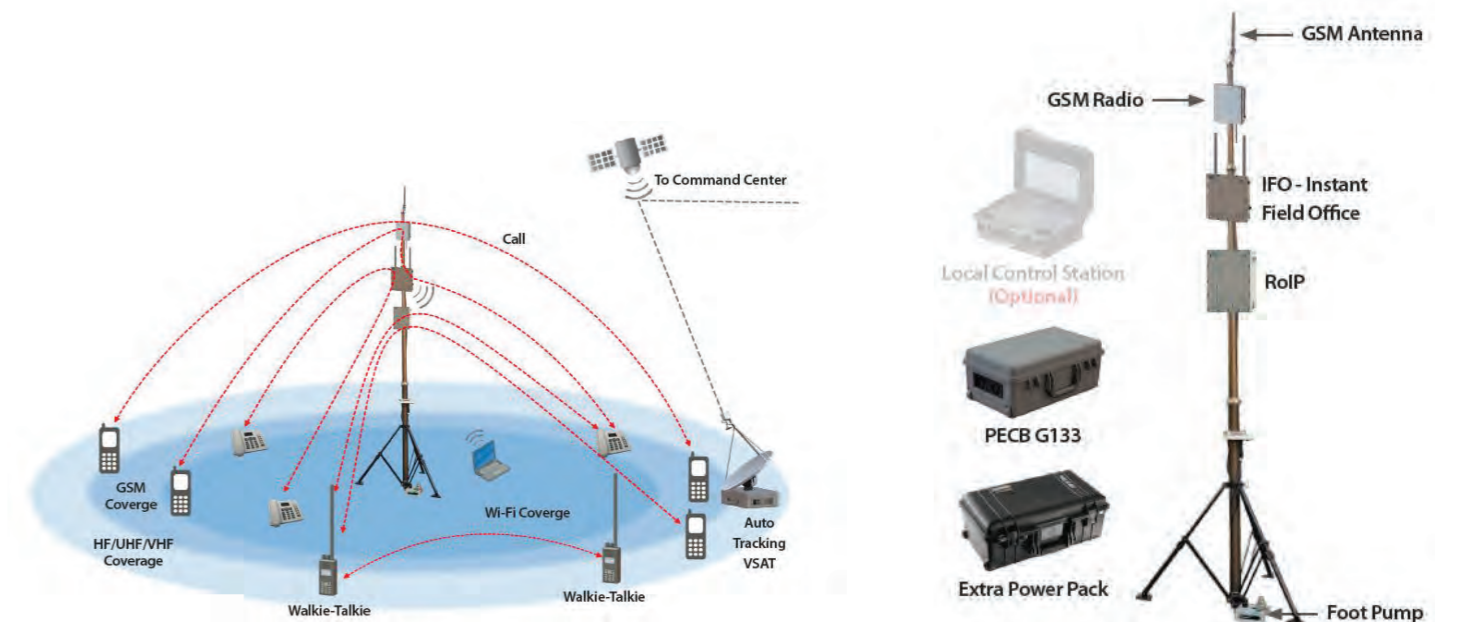 To Command Center
Call
GSM
Coverge
HF/UHF/VHF
Coverage
Wi-Fi Coverge
Auto
Tracking
VSAT
Walkie-Talkie
Walkie-Talkie
GSM Antenna
GSM Radio
IFO - Instant
Field Office
Local Control Station
(Optional)
RoIP
PECB G133
Extra Power Pack
Foot Pump